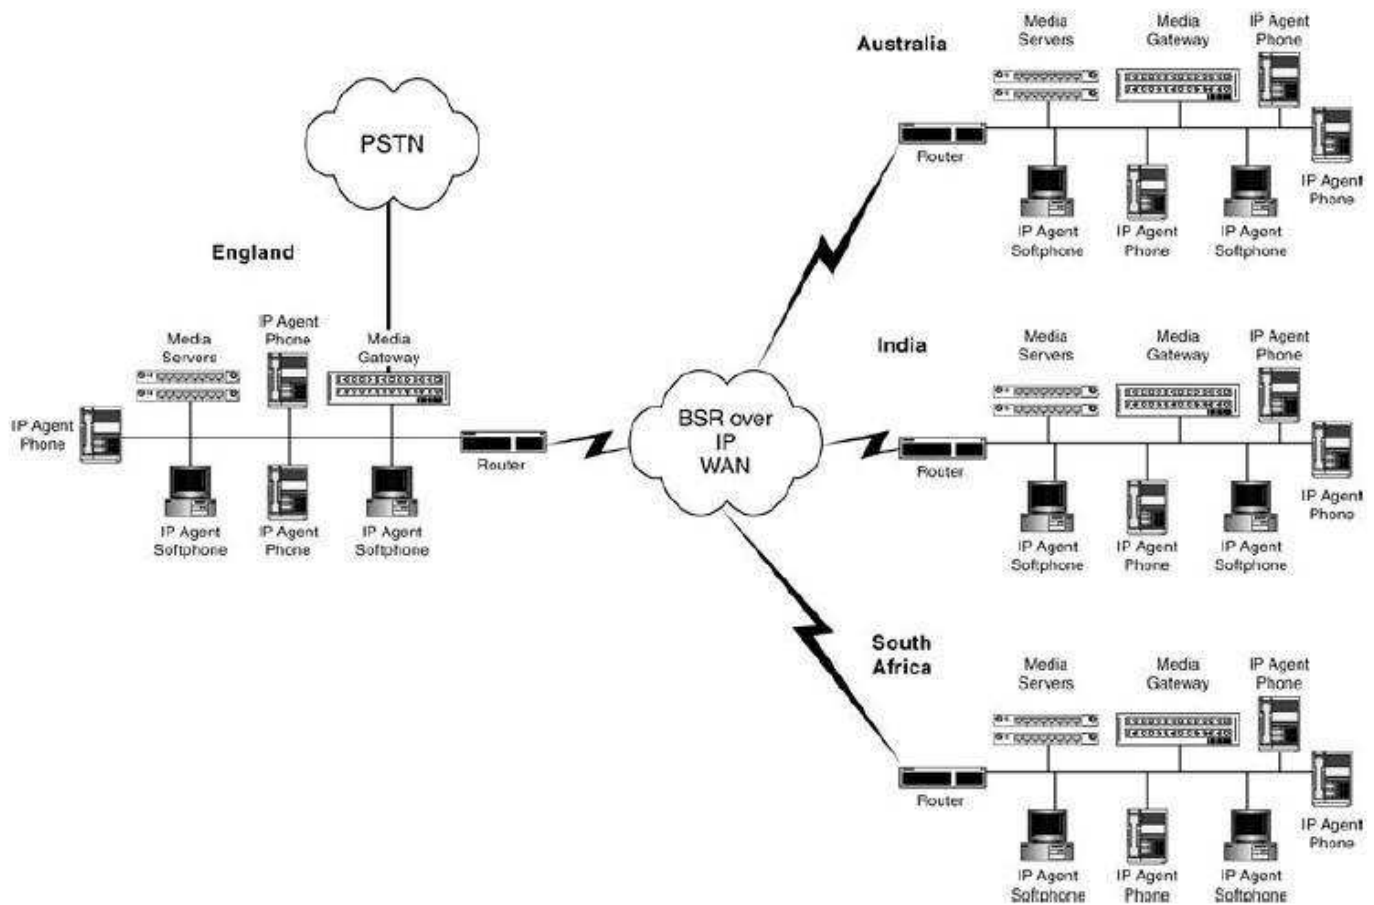 Australia
Media
Servers
Media
Gateway
IP Agent
Phone
Router
IP Agent
Phone
IP Agent
Softphone
IP Agent
Phone
IP Agent
Softphone
PSTN
England
Media
Servers
IP Agent
Phone
Media
Gateway
IP Agent
Phone
Router
IP Agent
Softphone
IP Agent
Phone
IP Agent
Softphone
BSR over
IP
WAN
India
Media
Servers
Media
Gateway
IP Agent
Phone
Router
IP Agent
Phone
IP Agent
Softphone
IP Agent
Phone
IP Agent
Softphone
South
Africa
Media
Servers
Media
Gateway
IP Agent
Phone
Router
IP Agent
Phone
IP Agent
Softphone
IP Agent
Phone
IP Agent
Softphone